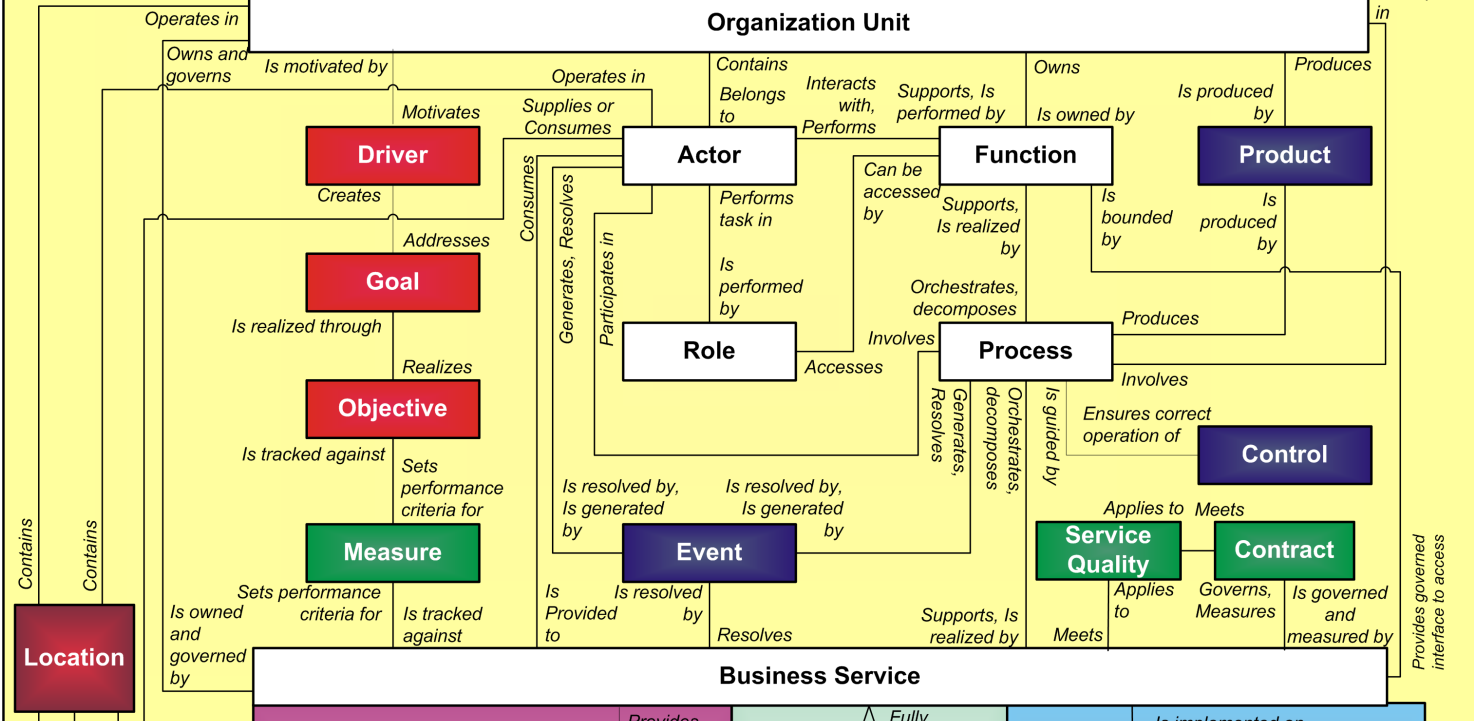 Operates in
Organization Unit
in
Owns and
governs
Is motivated by
Operates in
Contains
Belongs
to
Interacts
with,
Performs
Supports, Is
performed by
Owns
Is owned by
Is produced
by
Produces
Motivates
Supplies or
Consumes
Driver
Actor
Function
Product
Creates
Addresses
Consumes
Generates, Resolves
Participates in
Performs
task in
Can be
accessed
by
Supports,
Is realized
by
Is
bounded
by
Is
produced
by
Goal
Is realized through
Is
performed
by
Orchestrates,
decomposes
Produces
Realizes
Role
Involves
Process
Accesses
Involves
Objective
Is tracked against
Generates,
Resolves
Orchestrates,
decomposes
Is guided by
Ensures correct
operation of
Control
Sets
performance
criteria for
Is resolved by,
Is generated
by
Is resolved by,
Is generated
by
Applies to
Meets
Measure
Event
Service
Quality
Contract
Contains
Contains
Sets performance
criteria for
Is tracked
against
Is
Provided
to
Is resolved
by
Resolves
Supports, Is
realized by
Applies
to
Meets
Governs,
Measures
Is governed
and
measured by
Provides governed
interface to access
Location
Is owned
and
governed
by
Business Service
Provides
Fully
Is implemented on